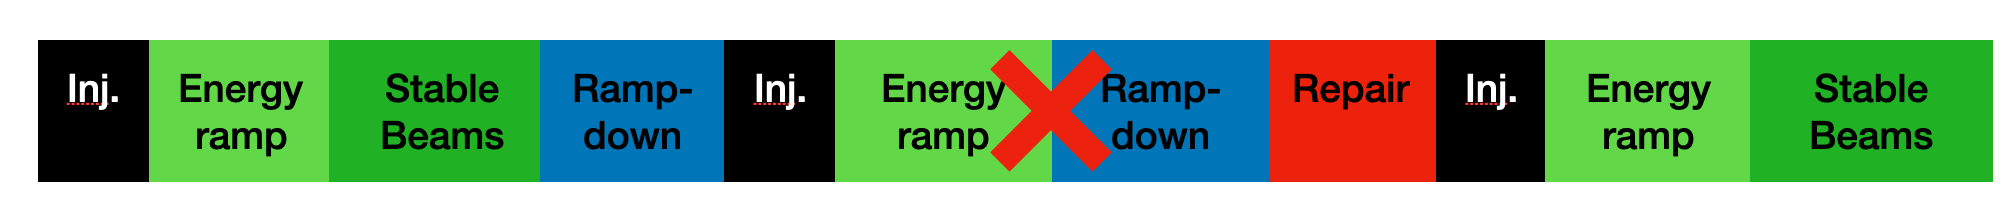 Inj.
Energy
ramp
Stable
Beams
Ramp-
down
Inj.
Energy
ramp
Ramp-
down
Repair
Inj.
Energy
ramp
Stable
Beams